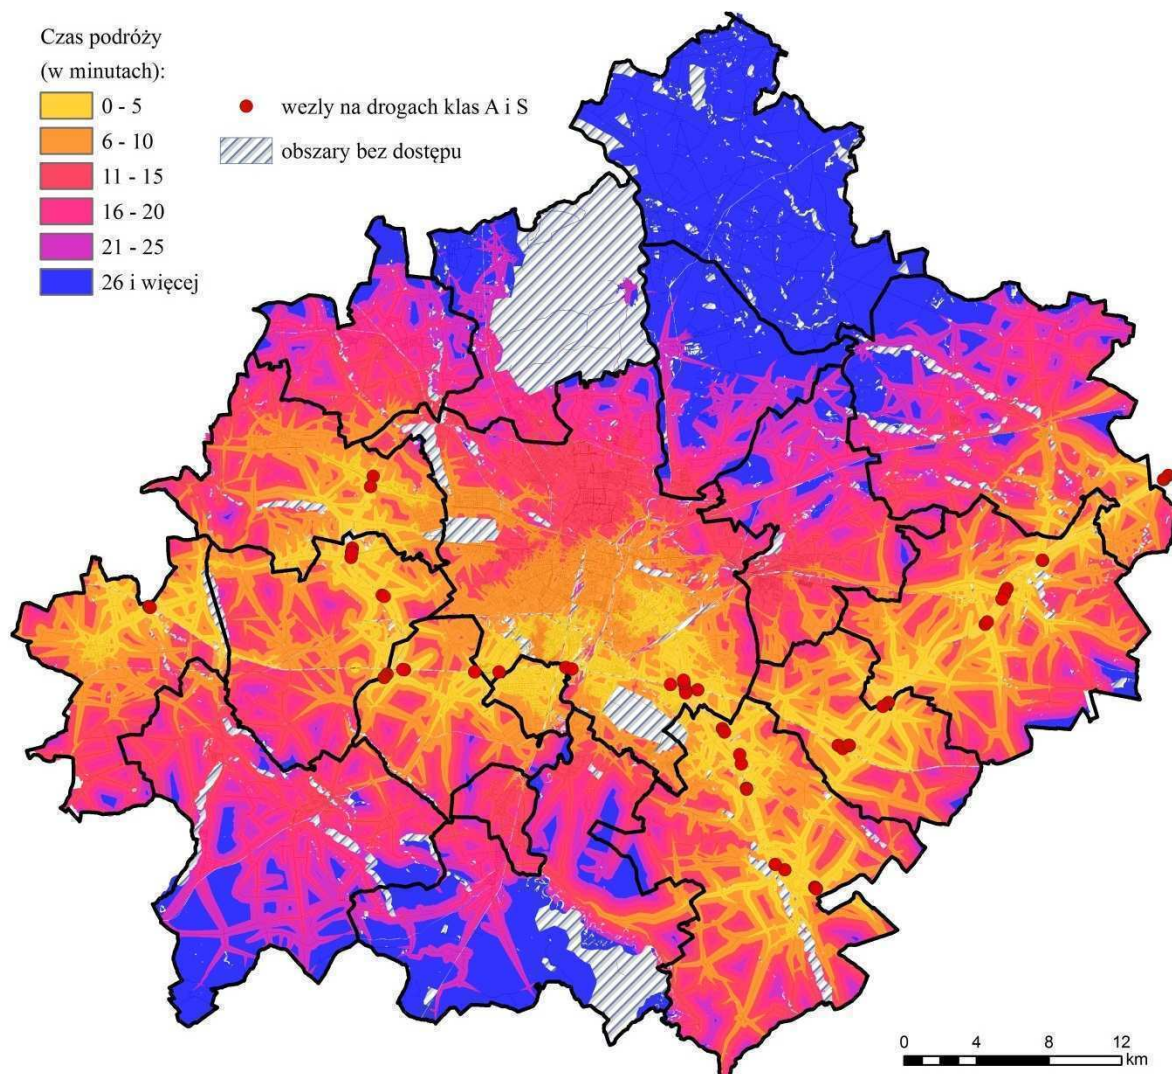 Czas podróży
(w minutach):
0 - 5
6 - 10
11 - 15
16 - 20
21 - 25
26 i więcej
wezly na drogach klas A i S
obszary bez dostępu
0 4 8 12
km